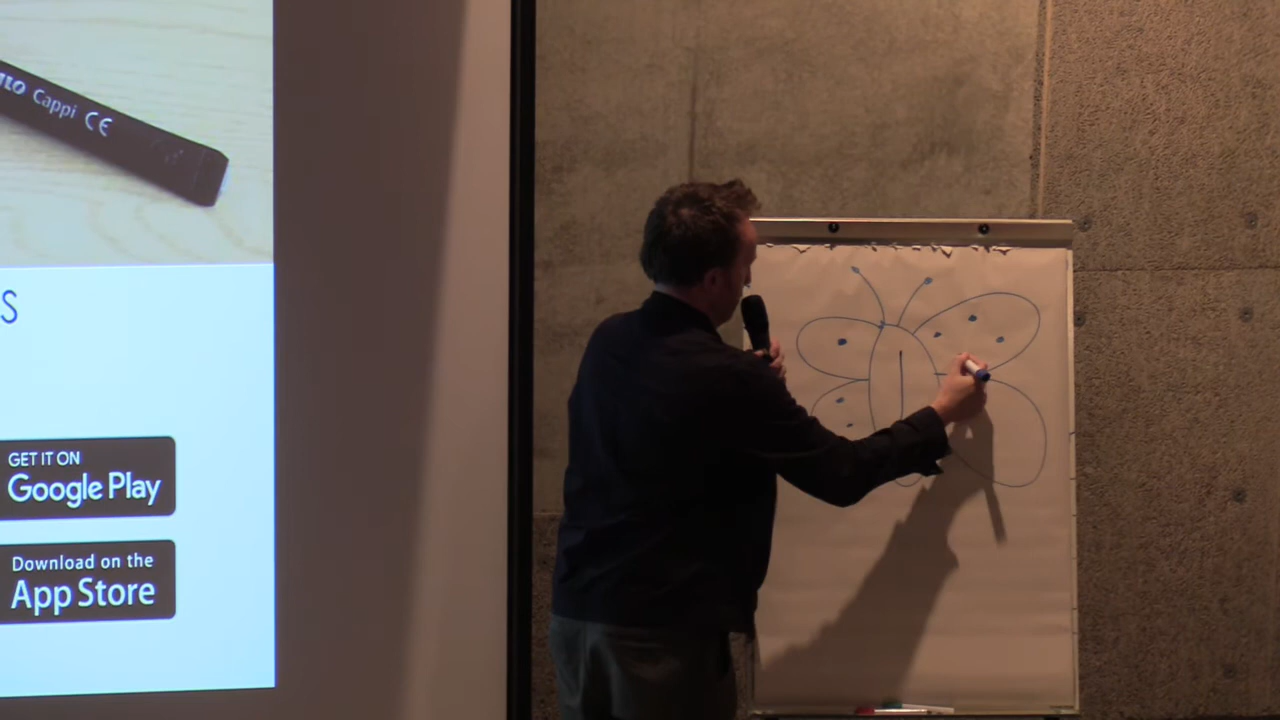 Cappi CE
S
GET IT ON
Google Play
Download on the
App Store